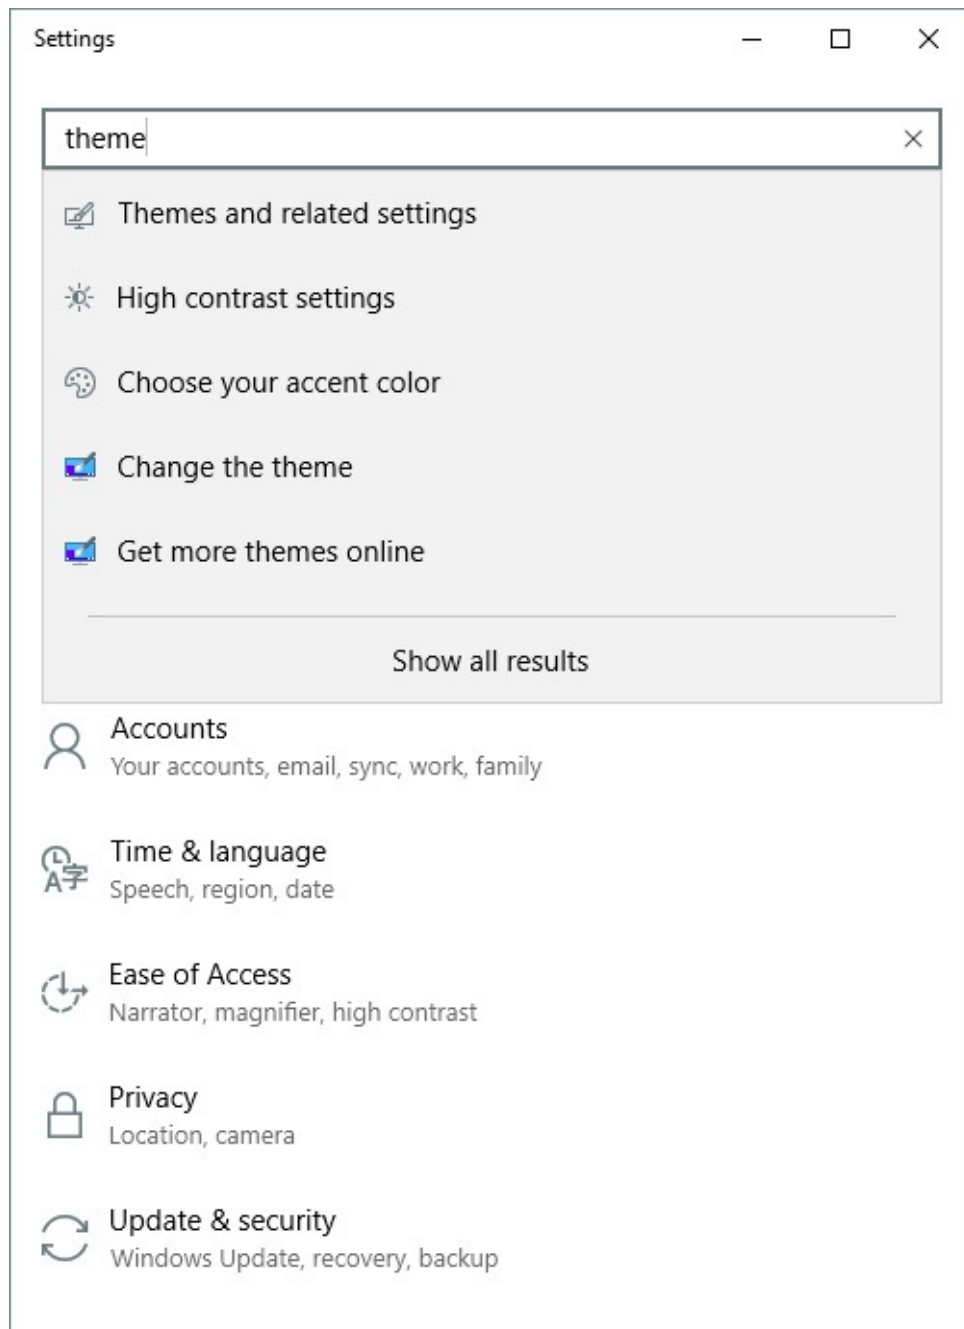 Settings
theme
Themes and related settings
High contrast settings
Choose your accent color
Change the theme
Get more themes online
Show all results
Accounts
Your accounts, email, sync, work, family
Time & language
Speech, region, date
Ease of Access
Narrator, magnifier, high contrast
Privacy
Location, camera
Update & security
Windows Update, recovery, backup